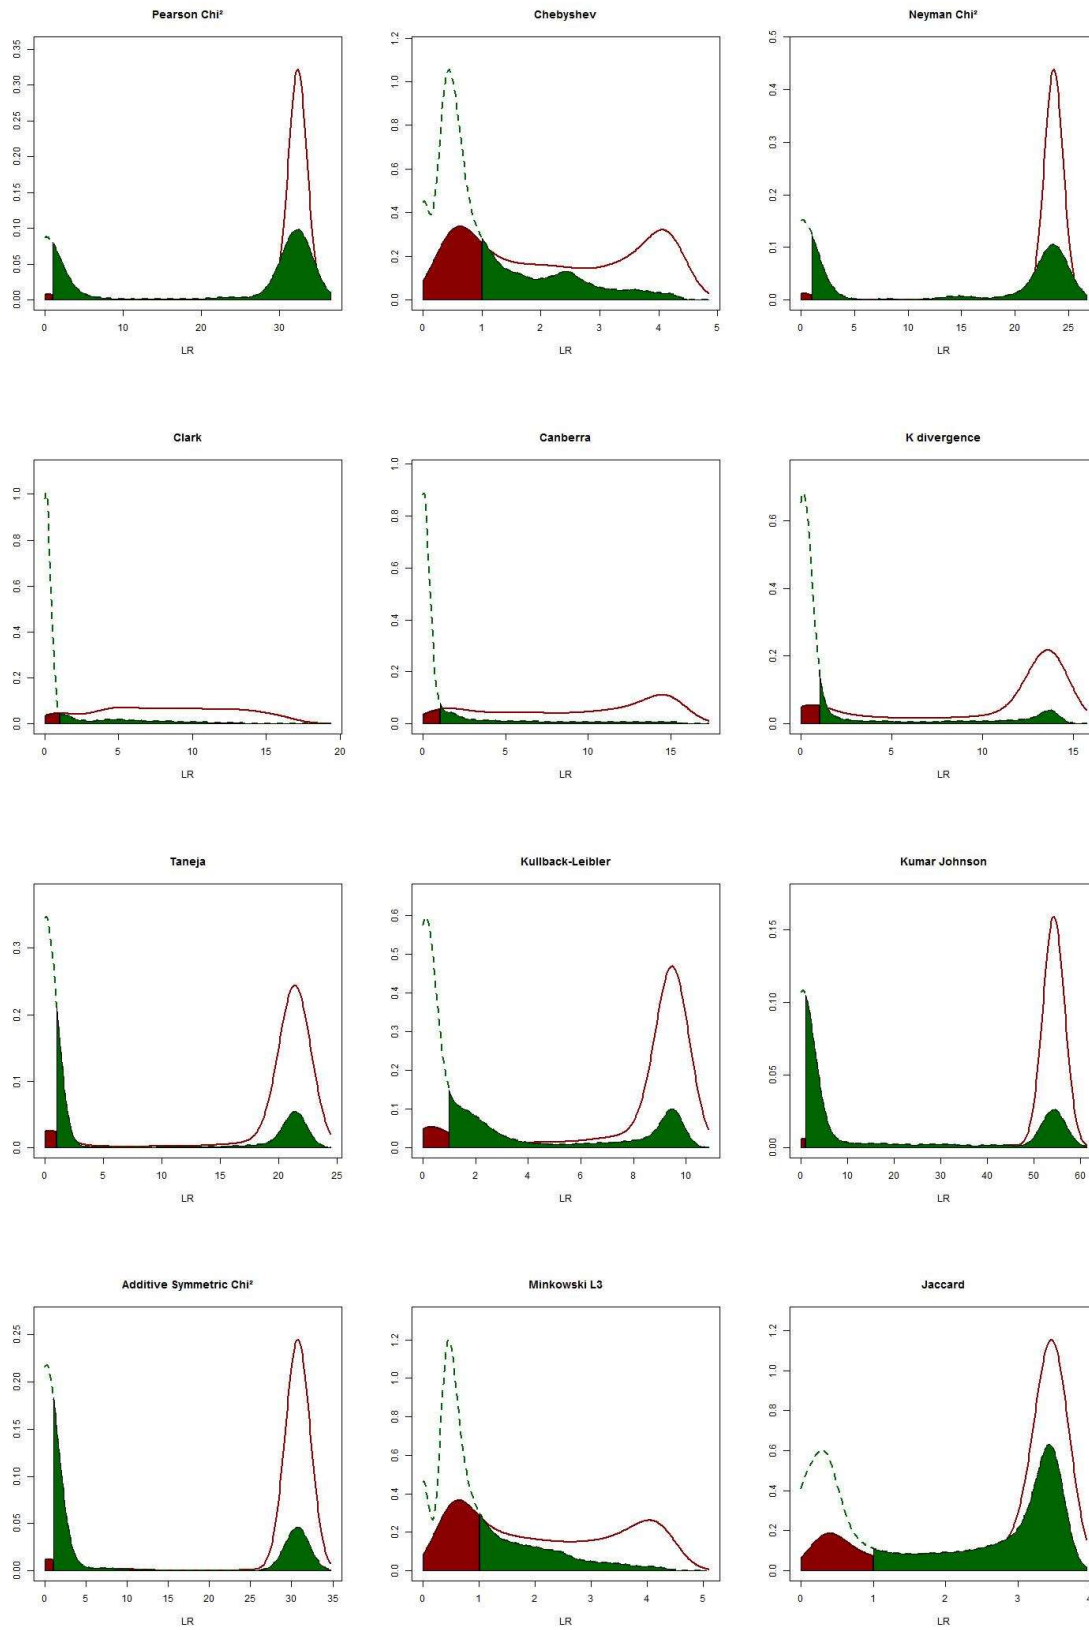 Pearson Chi²
0.00 0.05 0.10 0.15 0.20 0.25 0.30 0.35
0 10 20 30
LR
Chebyshev
0.0 0.2 0.4 0.6 0.8 1.0 1.2
0 1 2 3 4 5
LR
Neyman Chi²
0.0 0.1 0.2 0.3 0.4 0.5
0 5 10 15 20 25
LR
Clark
0.0 0.2 0.4 0.6 0.8 1.0
0 5 10 15 20
LR
Canberra
0.0 0.2 0.4 0.6 0.8 1.0
0 5 10 15
LR
K divergence
0.0 0.2 0.4 0.6
0 5 10 15
LR
Taneja
0.0 0.1 0.2 0.3
0 5 10 15 20 25
LR
Kullback-Leibler
0.0 0.1 0.2 0.3 0.4 0.5 0.6
0 2 4 6 8 10
LR
Kumar Johnson
0.00 0.05 0.10 0.15
0 10 20 30 40 50 60
LR
Additive Symmetric Chi²
0.00 0.05 0.10 0.15 0.20 0.25
0 5 10 15 20 25 30 35
LR
Minkowski L3
0.0 0.2 0.4 0.6 0.8 1.0 1.2
0 1 2 3 4 5
LR
Jaccard
0.0 0.2 0.4 0.6 0.8 1.0 1.2
0 1 2 3 4
LR